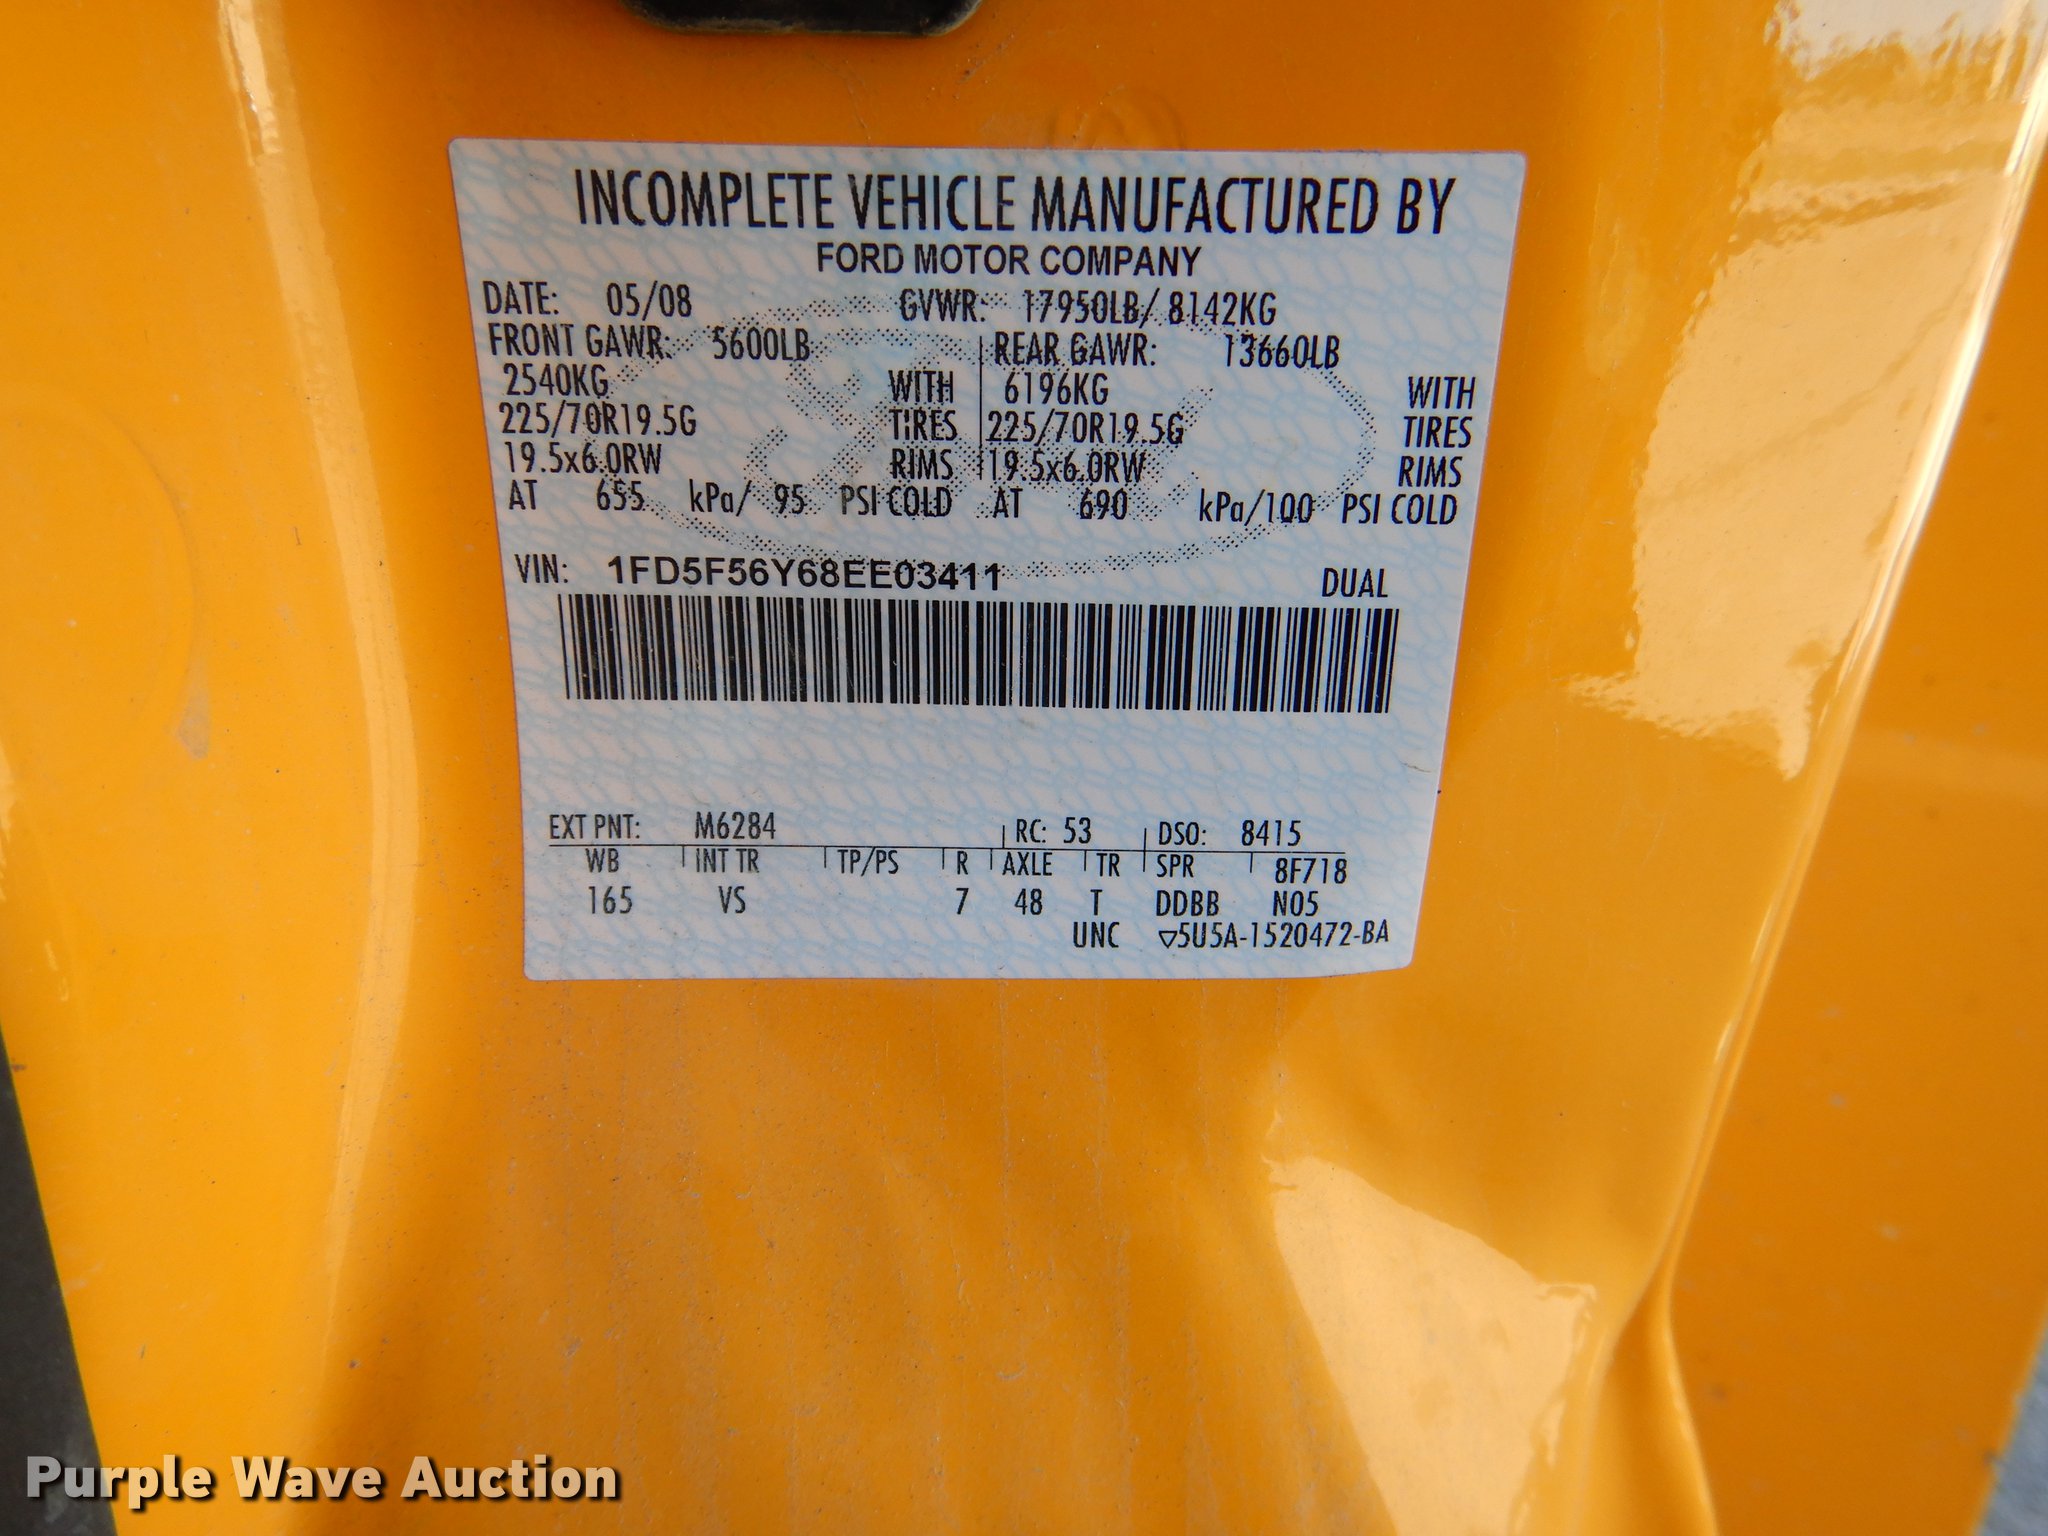 INCOMPLETE VEHICLE MANUFACTURED BY
FORD MOTOR COMPANY
DATE: 05/08 GVWR: 17950LB/ 8142KG
FRONT GAWR: 5600LB REAR GAWR: 13660LB
2540KG WITH 6196KG WITH
225/70R19.5G TIRES 225/70R19.5G TIRES
19.5x6.0RW RIMS 19.5x6.0RW RIMS
AT 655 kPa/ 95 PSI COLD AT 690 kPa/100 PSI COLD
VIN: 1FD5F56Y68EE03411 DUAL
EXT PNT: M6284 RC: 53 DSO: 8415
WB INT TR TP/PS R AXLE TR SPR 8F718
165 VS 7 48 T DDBB N05
UNC ▽5U5A-1520472-BA
Purple Wave Auction